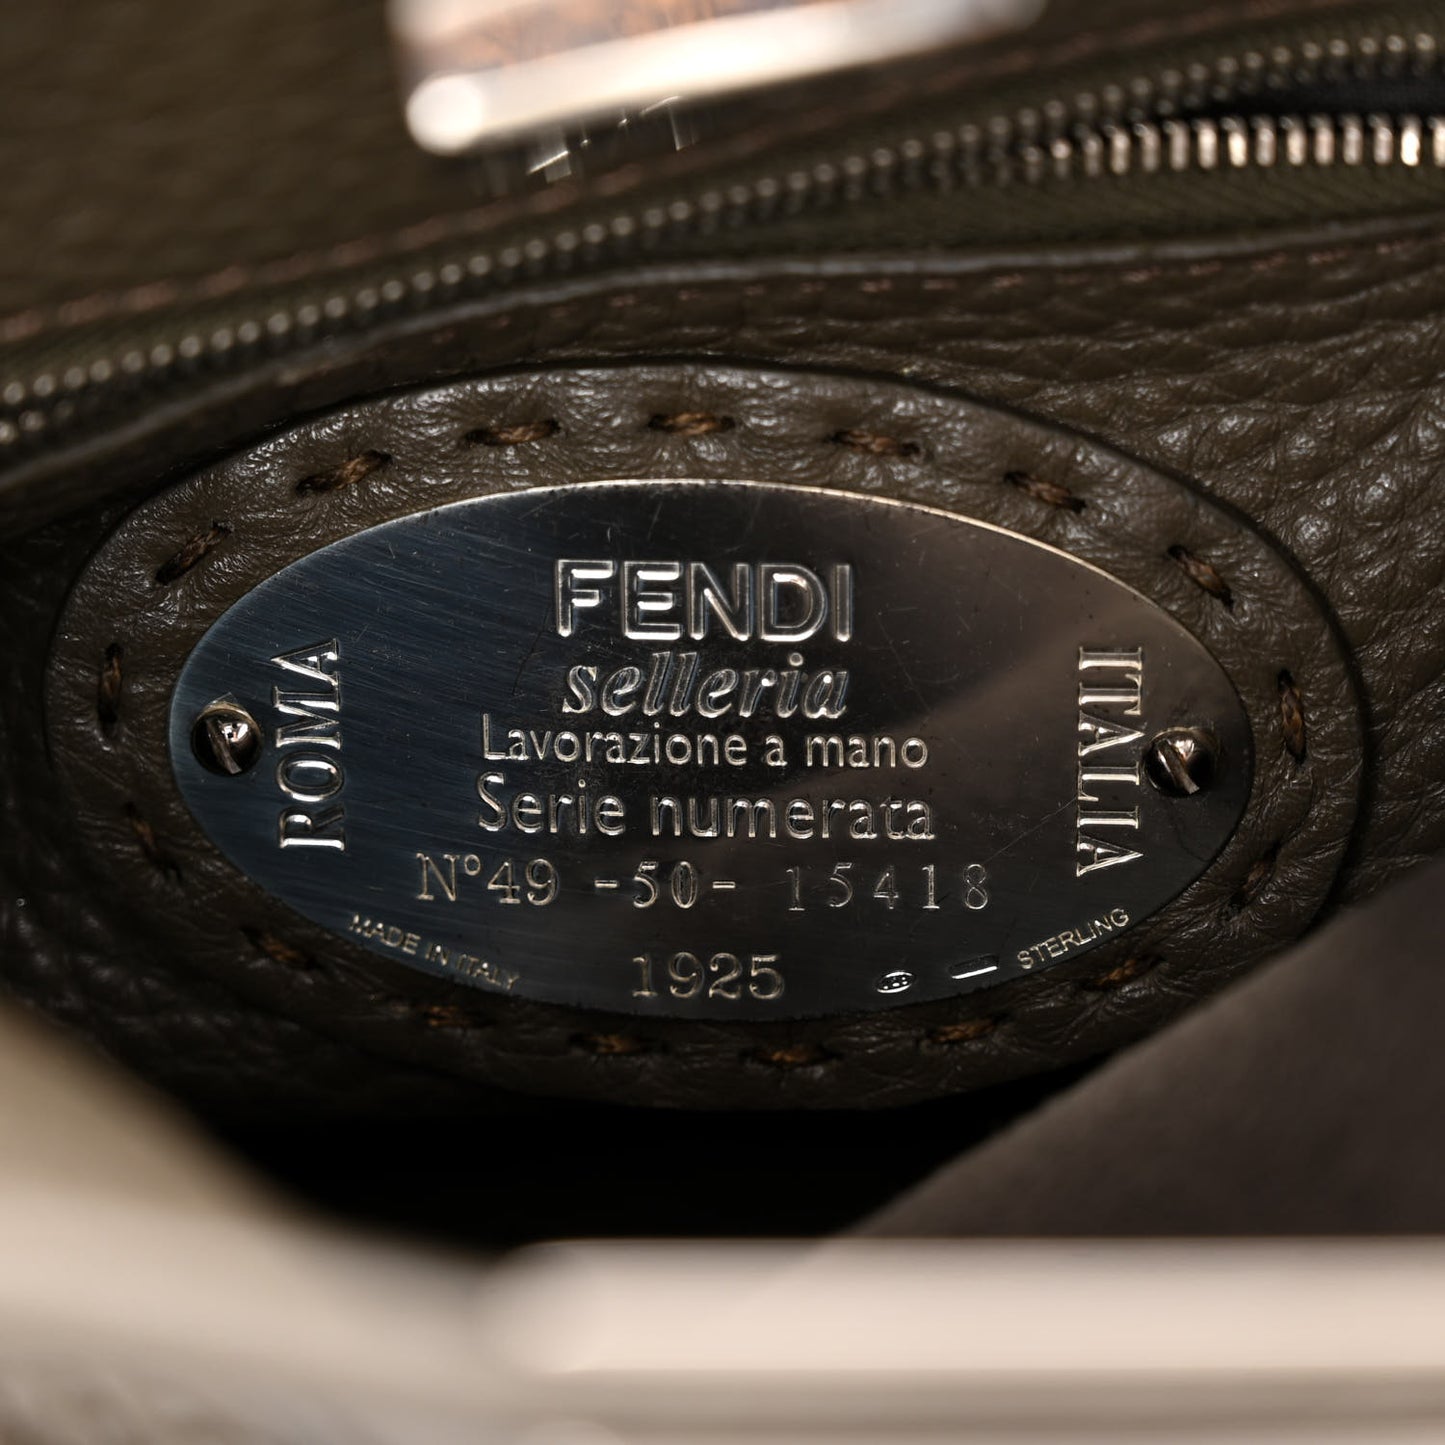 FENDI
selleria
Lavorazione a mano
Serie numerata
N°49 -50- 15418
1925
ROMA
ITALIA
MADE IN ITALY
STERLING